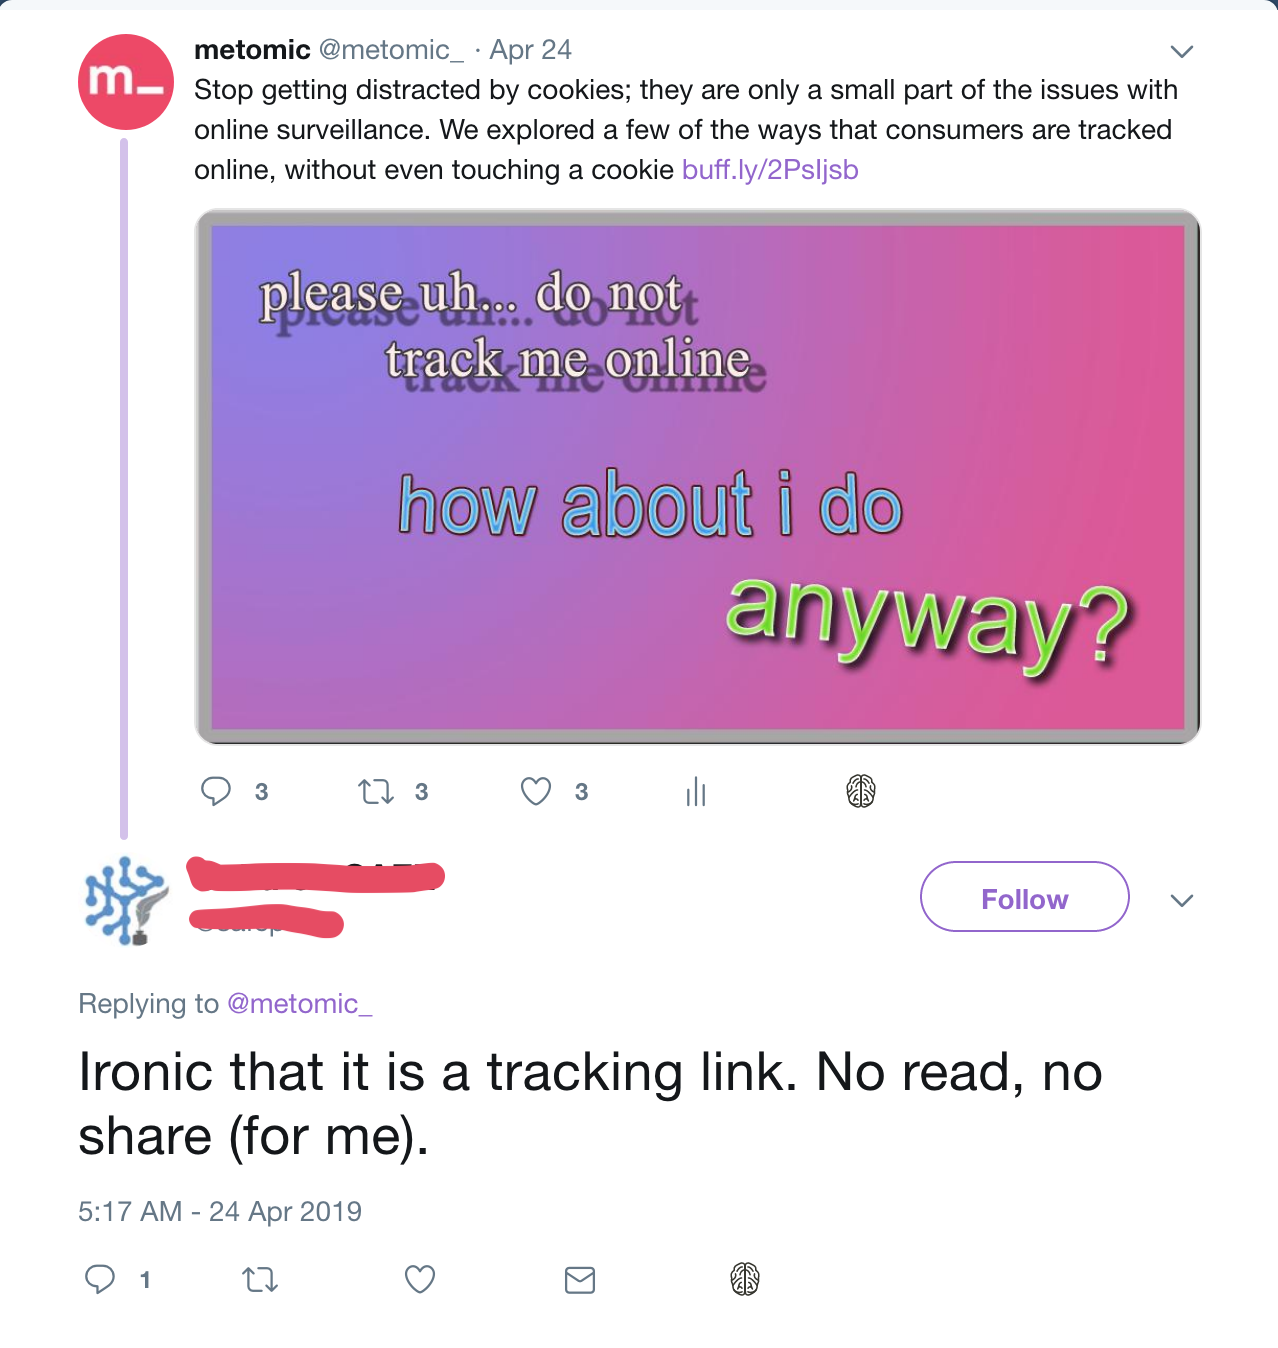 m_
metomic @metomic_ · Apr 24
Stop getting distracted by cookies; they are only a small part of the issues with
online surveillance. We explored a few of the ways that consumers are tracked
online, without even touching a cookie buff.ly/2PsIjsb
please uh... do not
track me online
how about i do
anyway?
3 3 3
Follow
Replying to @metomic_
Ironic that it is a tracking link. No read, no
share (for me).
5:17 AM - 24 Apr 2019
1